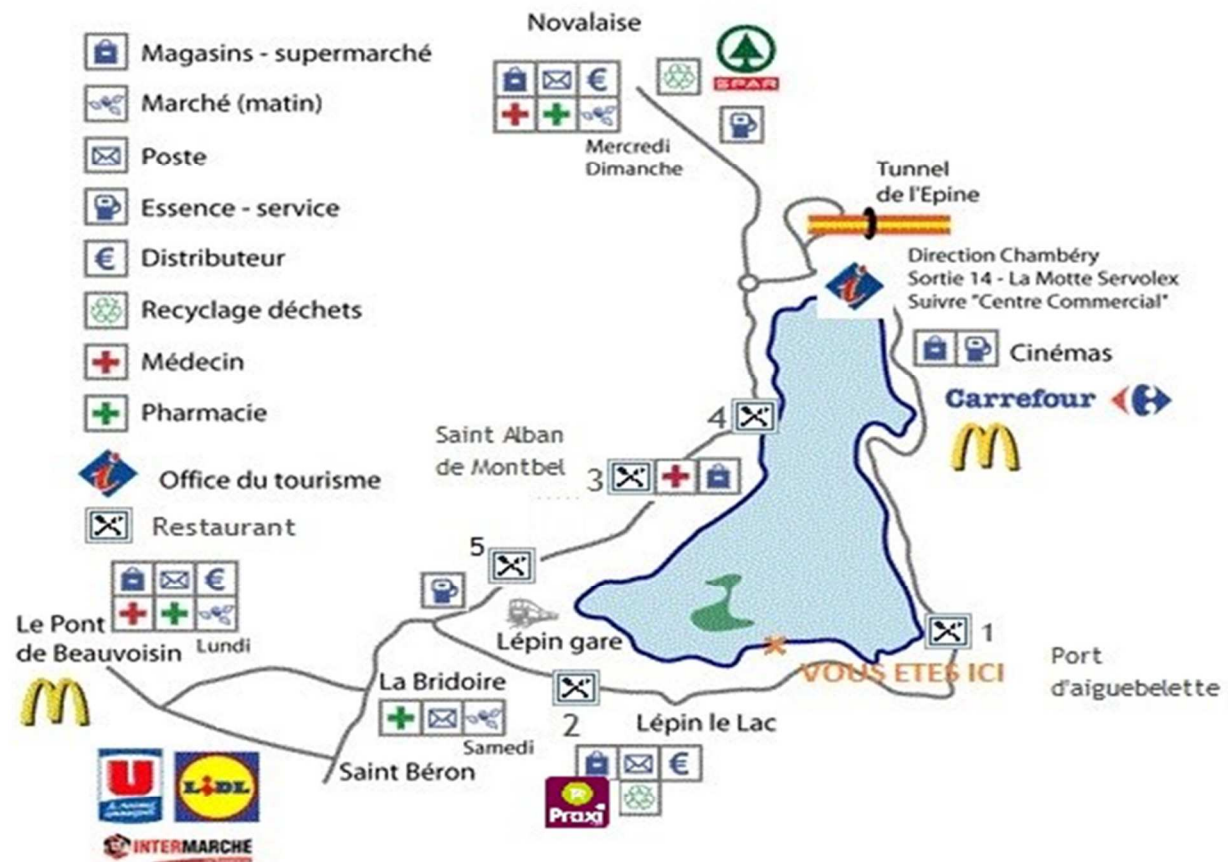 Novalaise
SPAR
Magasins - supermarché
Marché (matin)
Poste
Essence - service
Distributeur
Recyclage déchets
Médecin
Pharmacie
Office du tourisme
Restaurant
€
€
Mercredi
Dimanche
Tunnel
de l'Epine
Direction Chambéry
Sortie 14 - La Motte Servolex
Suivre "Centre Commercial"
Cinémas
Carrefour
4
Saint Alban
de Montbel
3
5
€
Le Pont
de Beauvoisin
Lundi
Lépin gare
1
VOUS ETES ICI
Port
d'aiguebelette
La Bridoire
Samedi
2
Lépin le Lac
€
Saint Béron
U
LiDL
Praxi
INTERMARCHE